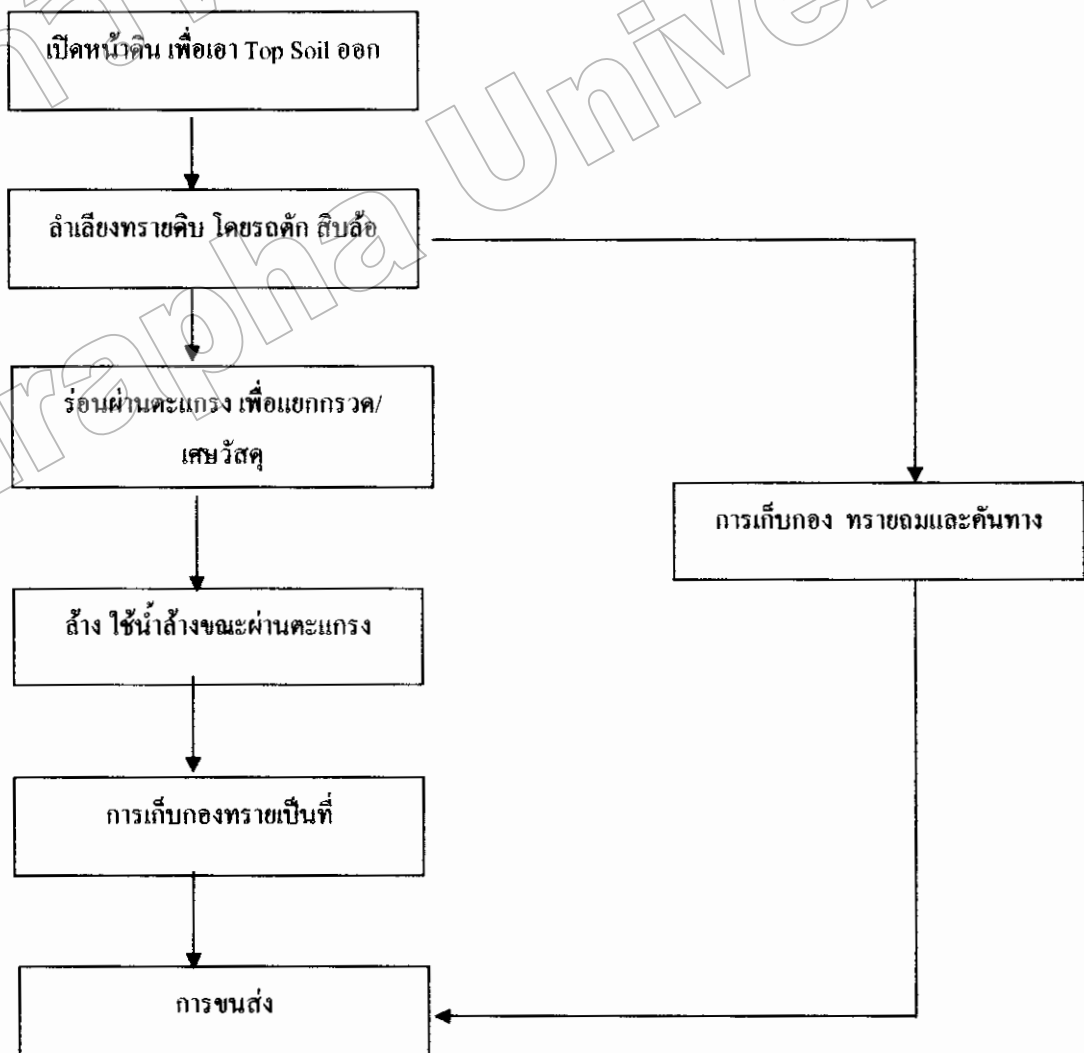 เปิดหน้าดิน เพื่อเอา Top Soil ออก
ลำเลียงทรายดิบ โดยรถตัก สิบล้อ
ร่อนผ่านตะแกรง เพื่อแยกกรวด/
เศษวัสดุ
การเก็บกอง ทรายถมและคันทาง
ล้าง ใช้น้ำล้างขณะผ่านตะแกรง
การเก็บกองทรายเป็นที่
การขนส่ง